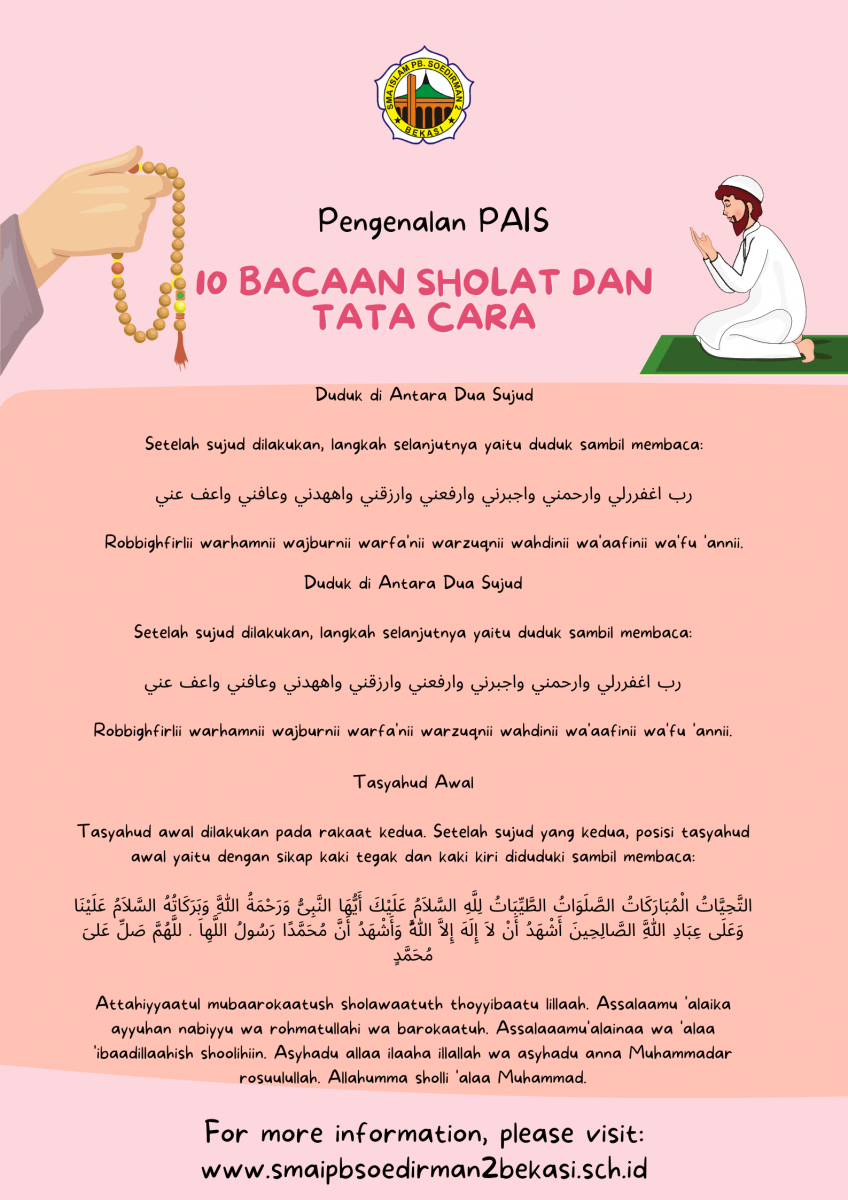 SMA ISLAM PB. SOEDIRMAN 2
BEKASI
Pengenalan PAIS
10 BACAAN SHOLAT DAN
TATA CARA
Duduk di Antara Dua Sujud
Setelah sujud dilakukan, langkah selanjutnya yaitu duduk sambil membaca:
رب اغفررلي وارحمني واجبرني وارفعني وارزقني واههدني وعافني واعف عني
Robbighfirlii warhamnii wajburnii warfa'nii warzuqnii wahdinii wa'aafinii wa'fu 'annii.
Duduk di Antara Dua Sujud
Setelah sujud dilakukan, langkah selanjutnya yaitu duduk sambil membaca:
رب اغفررلي وارحمني واجبرني وارفعني وارزقني واههدني وعافني واعف عني
Robbighfirlii warhamnii wajburnii warfa'nii warzuqnii wahdinii wa'aafinii wa'fu 'annii.
Tasyahud Awal
Tasyahud awal dilakukan pada rakaat kedua. Setelah sujud yang kedua, posisi tasyahud
awal yaitu dengan sikap kaki tegak dan kaki kiri diduduki sambil membaca:
التَّحِيَّاتُ الْمُبَارَكَاتُ الصَّلَوَاتُ الطَّيِّبَاتُ لِلَّهِ السَّلاَمُ عَلَيْكَ أَيُّهَا النَّبِىُّ وَرَحْمَةُ اللَّهِ وَبَرَكَاتُهُ السَّلاَمُ عَلَيْنَا
وَعَلَى عِبَادِ اللَّهِ الصَّالِحِينَ أَشْهَدُ أَنْ لاَ إِلَهَ إِلاَّ اللَّهُ وَأَشْهَدُ أَنَّ مُحَمَّدًا رَسُولُ اللَّهِاَ . للَّهُمَّ صَلِّ عَلىَ
مُحَمَّدٍ
Attahiyyaatul mubaarokaatush sholawaatuth thoyyibaatu lillaah. Assalaamu 'alaika
ayyuhan nabiyyu wa rohmatullahi wa barokaatuh. Assalaaamu'alainaa wa 'alaa
'ibaadillaahish shoolihiin. Asyhadu allaa ilaaha illallah wa asyhadu anna Muhammadar
rosuulullah. Allahumma sholli 'alaa Muhammad.
For more information, please visit:
www.smaipbsoedirman2bekasi.sch.id